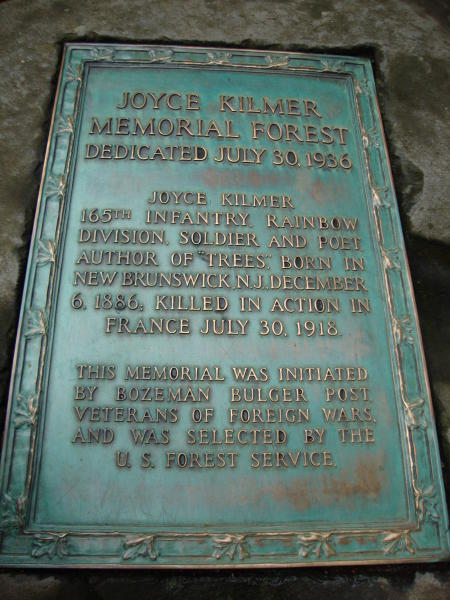 JOYCE KILMER
MEMORIAL FOREST
DEDICATED JULY 30, 1936
JOYCE KILMER
165TH INFANTRY, RAINBOW
DIVISION, SOLDIER AND POET,
AUTHOR OF "TREES," BORN IN
NEW BRUNSWICK, N.J. DECEMBER
6, 1886; KILLED IN ACTION IN
FRANCE JULY 30, 1918.
THIS MEMORIAL WAS INITIATED
BY BOZEMAN BULGER POST,
VETERANS OF FOREIGN WARS,
AND WAS SELECTED BY THE
U. S. FOREST SERVICE.